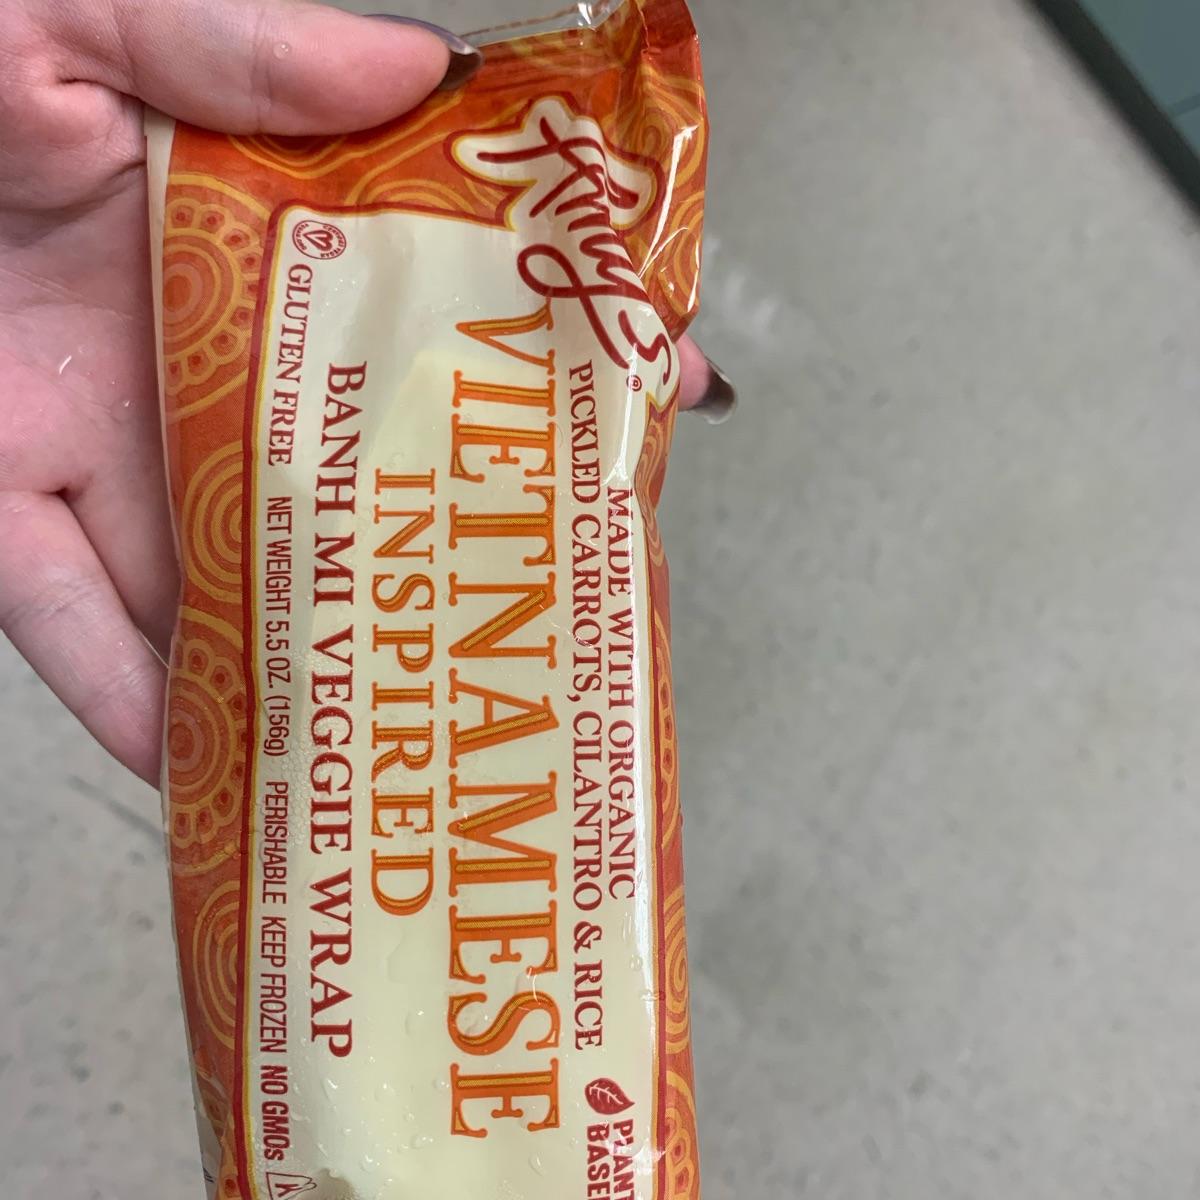 Amy's®
MADE WITH ORGANIC
PICKLED CARROTS, CILANTRO & RICE
PLANT
BASE
VIETNAMESE
INSPIRED
BANH MI VEGGIE WRAP
GLUTEN FREE NET WEIGHT 5.5 OZ. (156g) PERISHABLE KEEP FROZEN NO GMOs
K